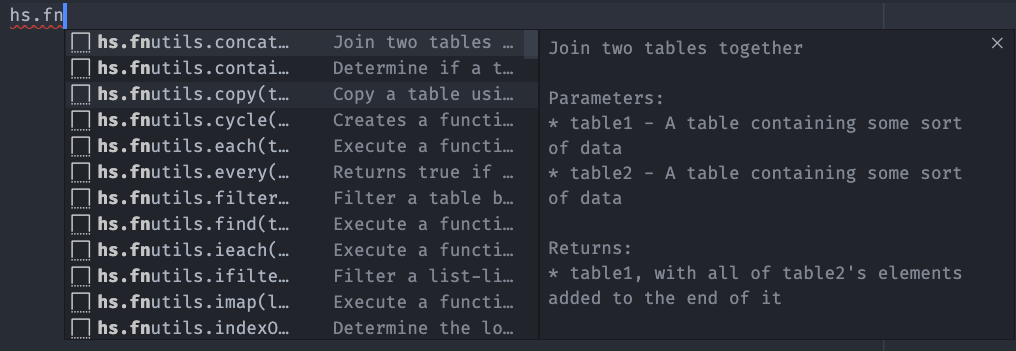 hs.fn
hs.fnutils.concat… Join two tables …
hs.fnutils.contai… Determine if a t…
hs.fnutils.copy(t… Copy a table usi…
hs.fnutils.cycle(… Creates a functi…
hs.fnutils.each(t… Execute a functi…
hs.fnutils.every(… Returns true if …
hs.fnutils.filter… Filter a table b…
hs.fnutils.find(t… Execute a functi…
hs.fnutils.ieach(… Execute a functi…
hs.fnutils.ifilte… Filter a list-li…
hs.fnutils.imap(l… Execute a functi…
hs.fnutils.indexO… Determine the lo…
Join two tables together
Parameters:
* table1 - A table containing some sort
of data
* table2 - A table containing some sort
of data
Returns:
* table1, with all of table2's elements
added to the end of it